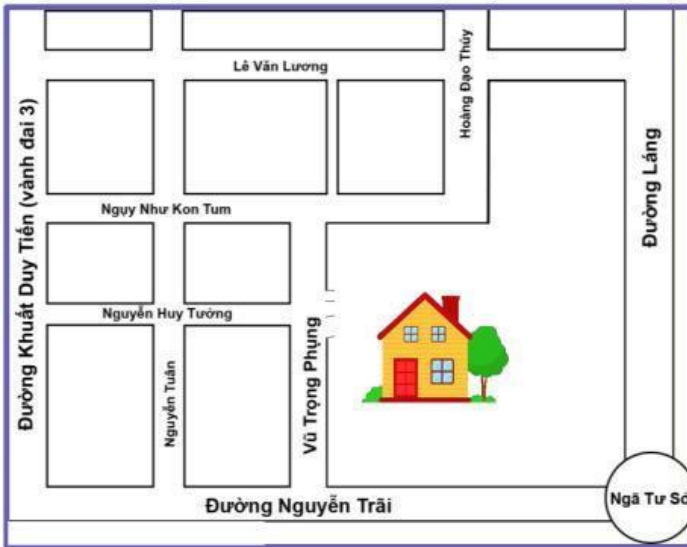 Lê Văn Lương
Hoàng Đạo Thúy
Đường Khuất Duy Tiến (vành đai 3)
Đường Láng
Ngụy Như Kon Tum
Nguyễn Huy Tưởng
Nguyễn Tuân
Vũ Trọng Phụng
Đường Nguyễn Trãi
Ngã Tư Sở